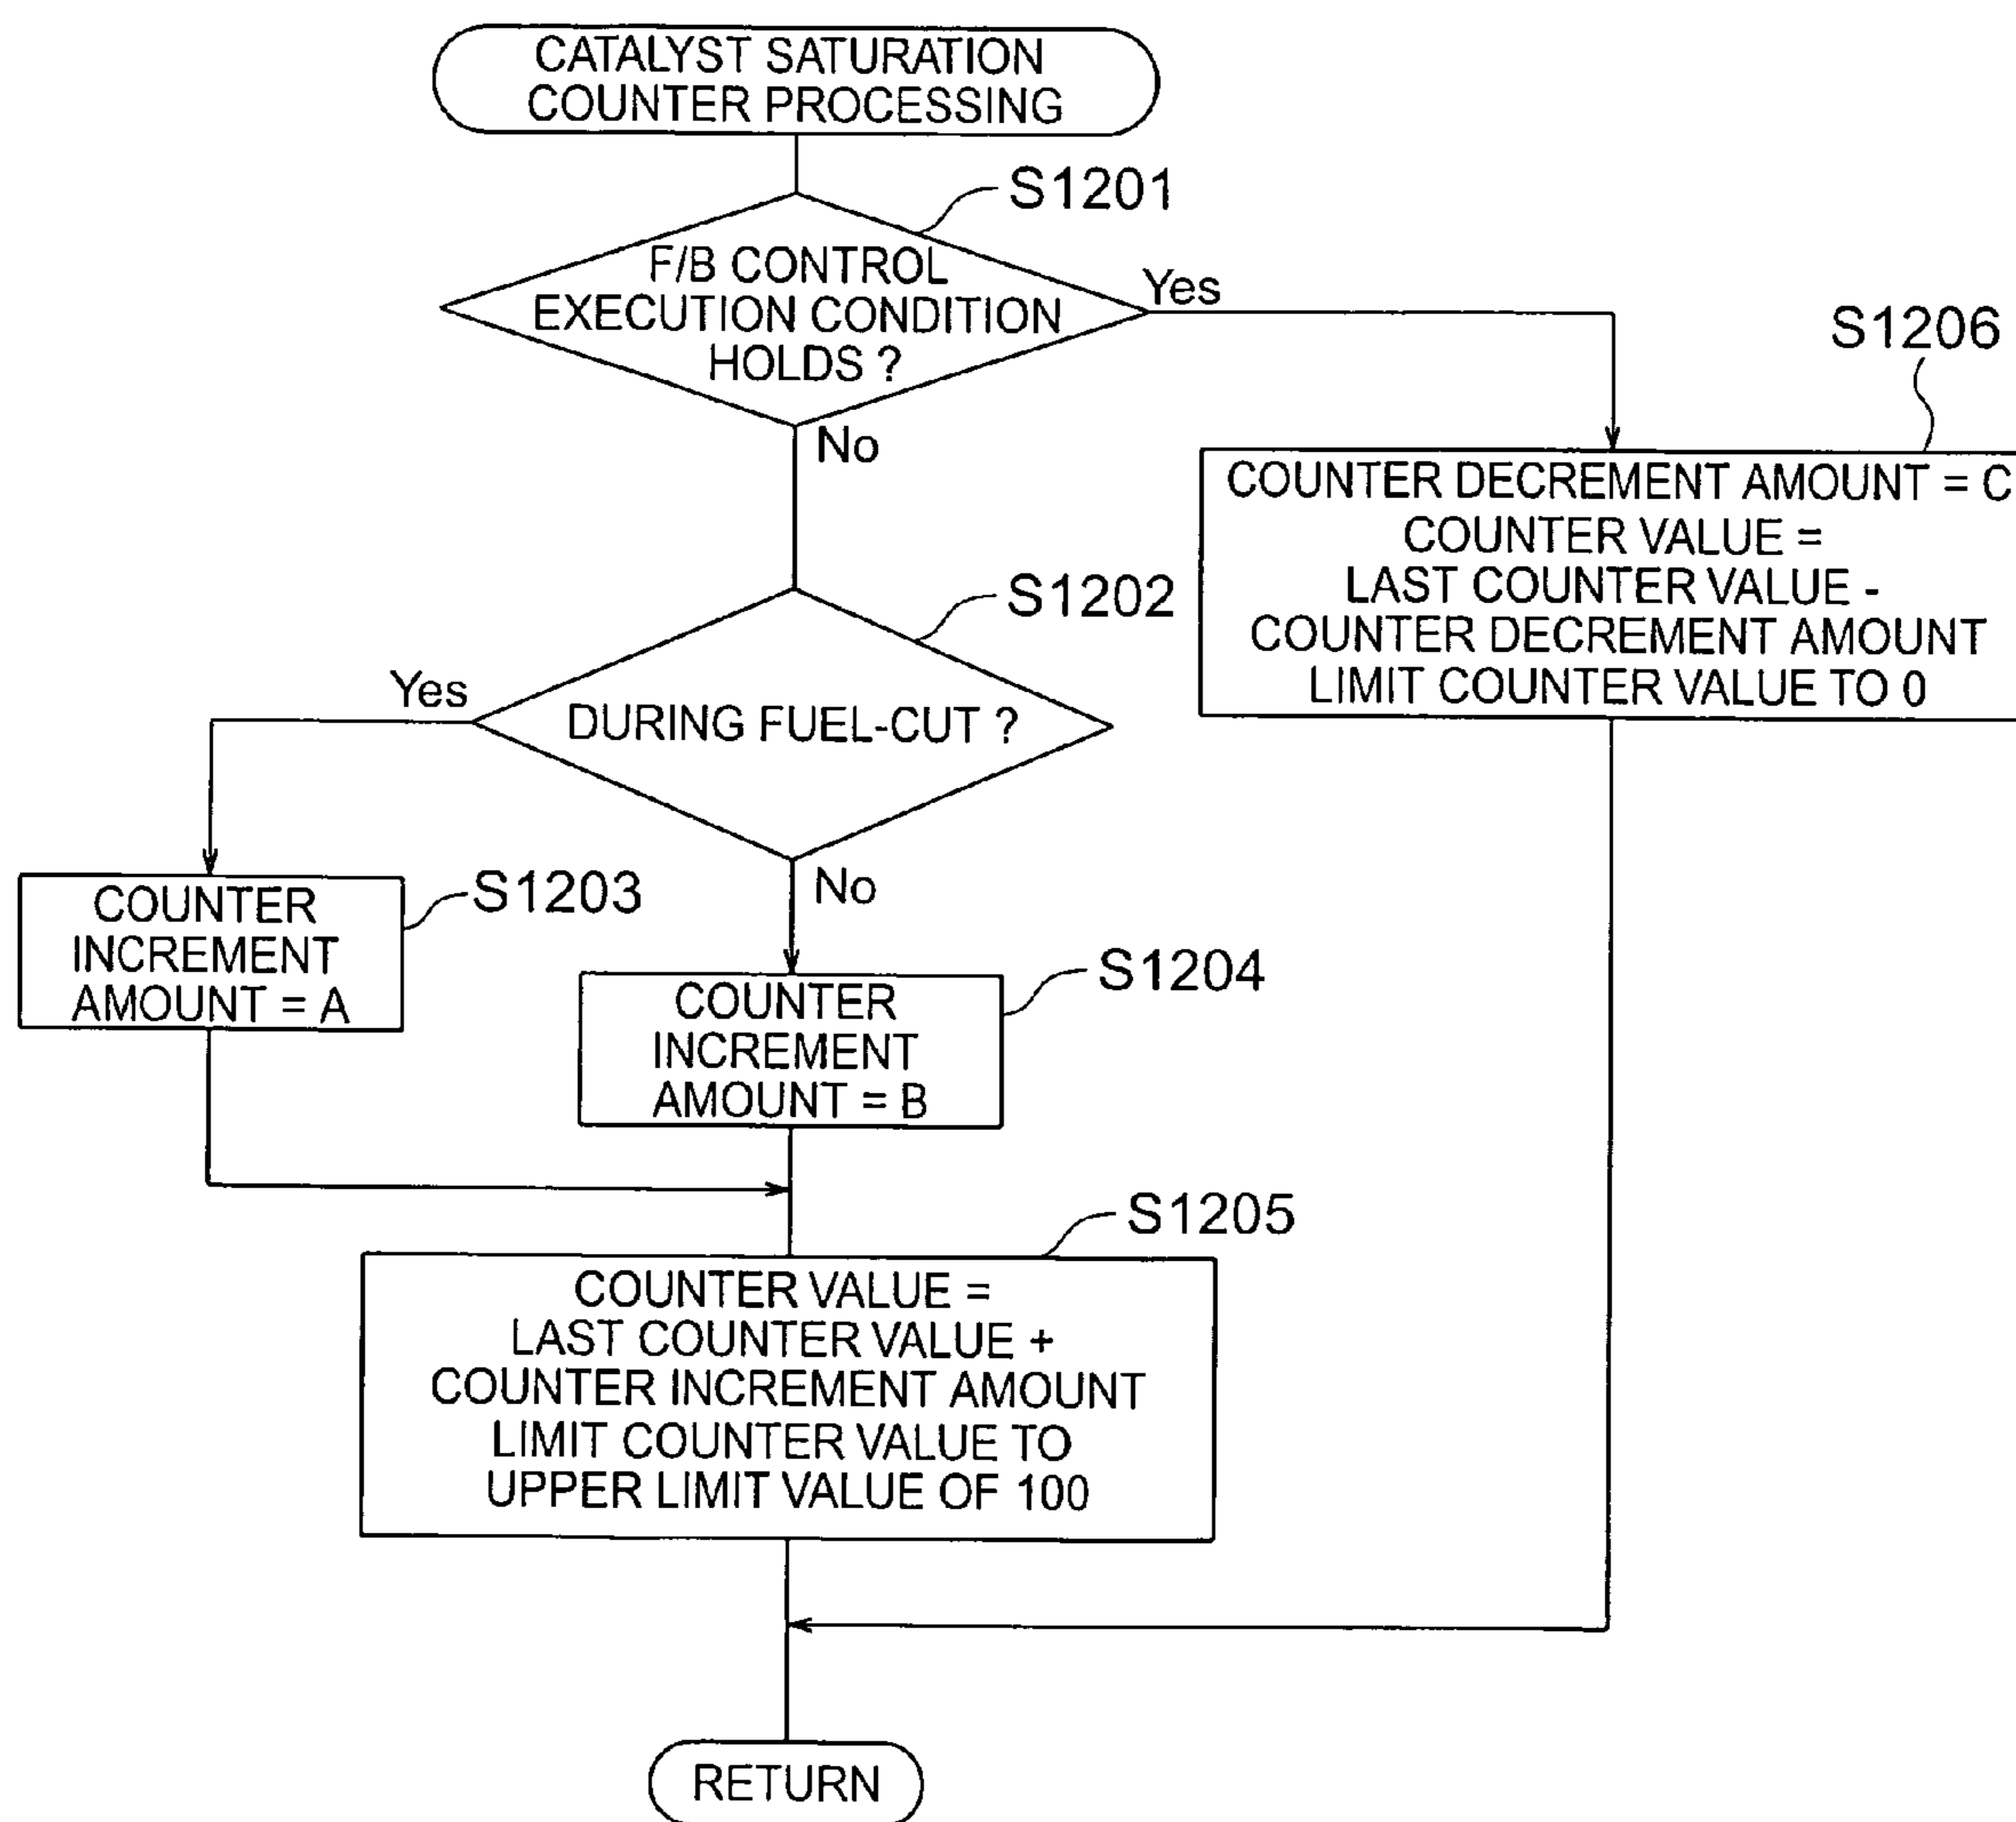 CATALYST SATURATION
COUNTER PROCESSING
S1201
F/B CONTROL
EXECUTION CONDITION
HOLDS ?
Yes
No
S1206
COUNTER DECREMENT AMOUNT = C
COUNTER VALUE =
LAST COUNTER VALUE -
COUNTER DECREMENT AMOUNT
LIMIT COUNTER VALUE TO 0
S1202
DURING FUEL-CUT ?
Yes
No
S1203
COUNTER
INCREMENT
AMOUNT = A
S1204
COUNTER
INCREMENT
AMOUNT = B
S1205
COUNTER VALUE =
LAST COUNTER VALUE +
COUNTER INCREMENT AMOUNT
LIMIT COUNTER VALUE TO
UPPER LIMIT VALUE OF 100
RETURN